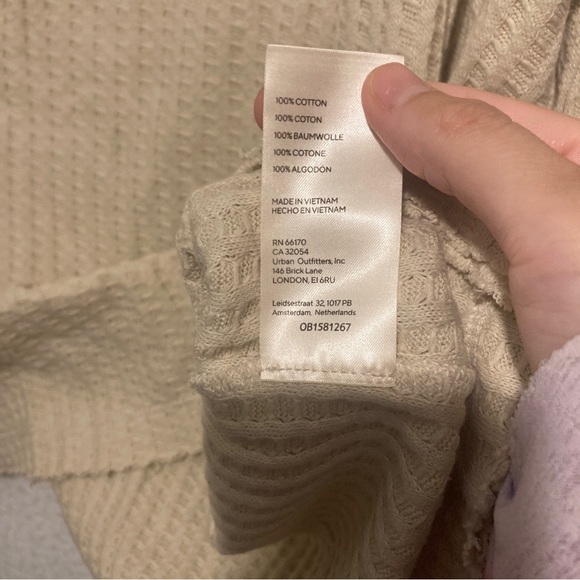 100% COTTON
100% COTON
100% BAUMWOLLE
100% COTONE
100% ALGODÓN
MADE IN VIETNAM
HECHO EN VIETNAM
RN 66170
CA 32054
Urban Outfitters, Inc
146 Brick Lane
LONDON, E1 6RU
Leidsestraat 32, 1017 PB
Amsterdam, Netherlands
OB1581267